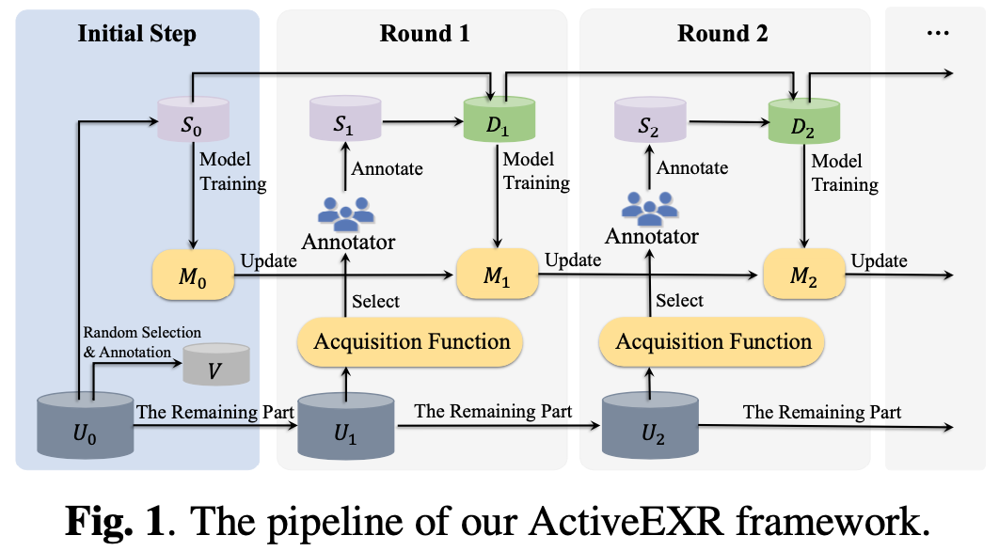 Initial Step
Round 1
Round 2
...
S₀
S₁
D₁
S₂
D₂
Model
Training
Annotate
Model
Training
Annotate
Model
Training
Annotator
Annotator
M₀
Update
M₁
Update
M₂
Update
Select
Select
Random Selection
& Annotation
V
Acquisition Function
Acquisition Function
U₀
The Remaining Part
U₁
The Remaining Part
U₂
The Remaining Part
Fig. 1. The pipeline of our ActiveEXR framework.